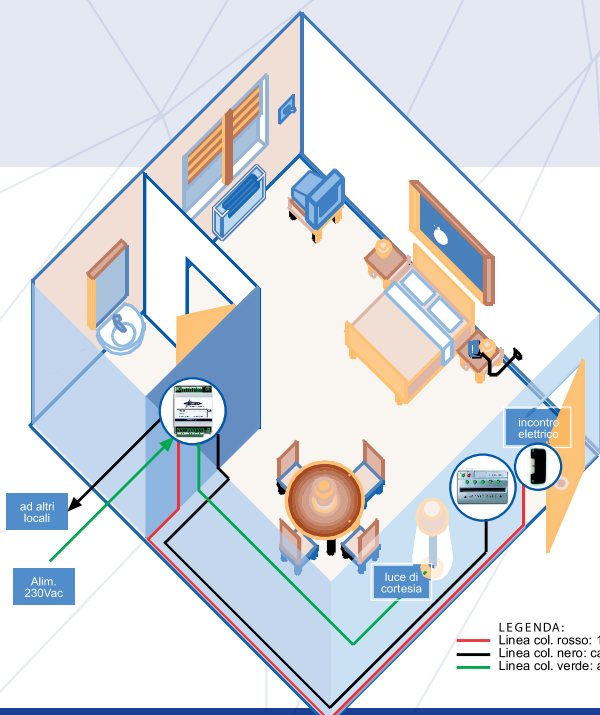 incontro
elettrico
ad altri
locali
Alim.
230Vac
luce di
cortesia
LEGENDA:
Linea col. rosso: 1
Linea col. nero: ca
Linea col. verde: a